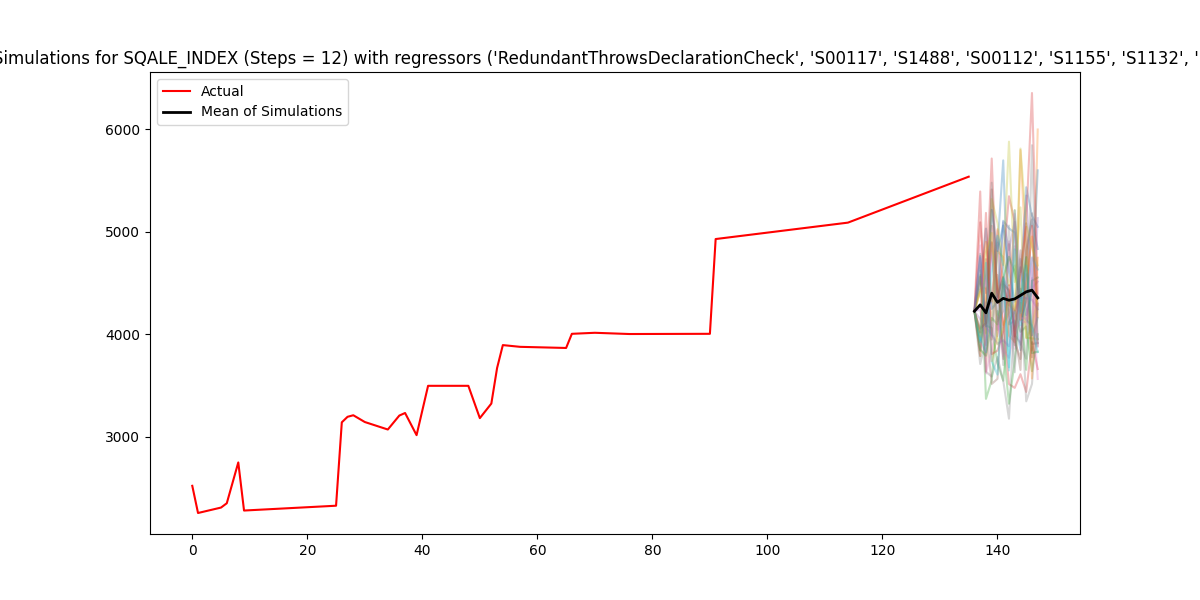 Simulations for SQALE_INDEX (Steps = 12) with regressors ('RedundantThrowsDeclarationCheck', 'S00117', 'S1488', 'S00112', 'S1155', 'S1132', '
Actual
Mean of Simulations
6000
5000
4000
3000
0 20 40 60 80 100 120 140